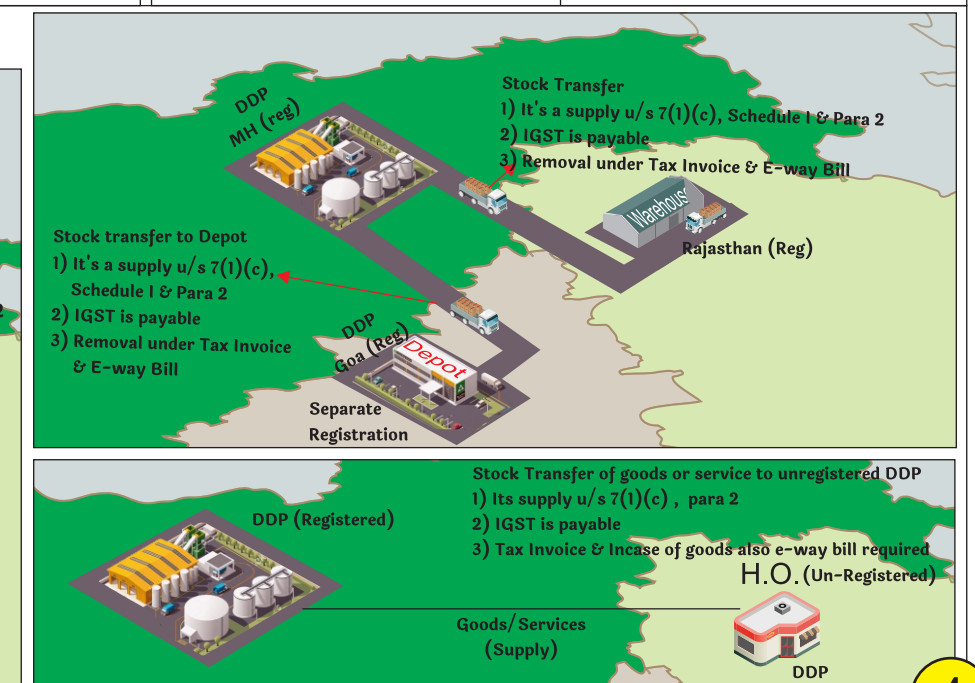 DDP
MH (reg)
Stock Transfer
1) It's a supply u/s 7(1)(c), Schedule I & Para 2
2) IGST is payable
3) Removal under Tax Invoice & E-way Bill
Warehouse
Rajasthan (Reg)
Stock transfer to Depot
1) It's a supply u/s 7(1)(c),
Schedule I & Para 2
2) IGST is payable
3) Removal under Tax Invoice
& E-way Bill
DDP
Goa (Reg)
Depot
Separate
Registration
Stock Transfer of goods or service to unregistered DDP
1) Its supply u/s 7(1)(c) , para 2
2) IGST is payable
3) Tax Invoice & Incase of goods also e-way bill required
DDP (Registered)
H.O. (Un-Registered)
Goods/Services
(Supply)
DDP